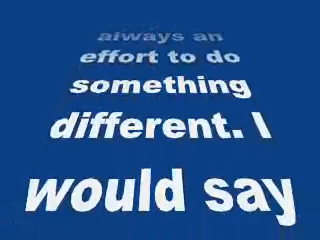 always an
effort to do
something
different. I
would say